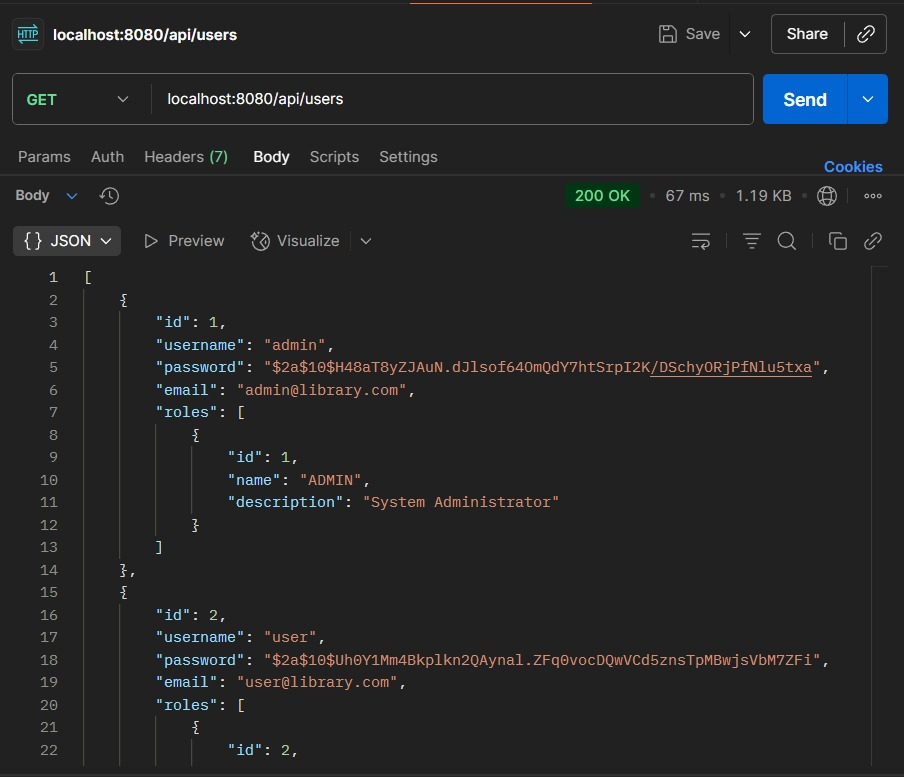 HTTP localhost:8080/api/users Save Share
GET localhost:8080/api/users Send
Params Auth Headers (7) Body Scripts Settings Cookies
Body 200 OK 67 ms 1.19 KB
{ } JSON Preview Visualize
1 [
2 {
3 "id": 1,
4 "username": "admin",
5 "password": "$2a$10$H48aT8yZJAuN.dJlsof64OmQdY7htSrpI2K/DSchyORjPfNlu5txa",
6 "email": "admin@library.com",
7 "roles": [
8 {
9 "id": 1,
10 "name": "ADMIN",
11 "description": "System Administrator"
12 }
13 ]
14 },
15 {
16 "id": 2,
17 "username": "user",
18 "password": "$2a$10$Uh0Y1Mm4Bkplkn2QAynal.ZFq0vocDQwVCd5znsTpMBwjsVbM7ZFi",
19 "email": "user@library.com",
20 "roles": [
21 {
22 "id": 2,